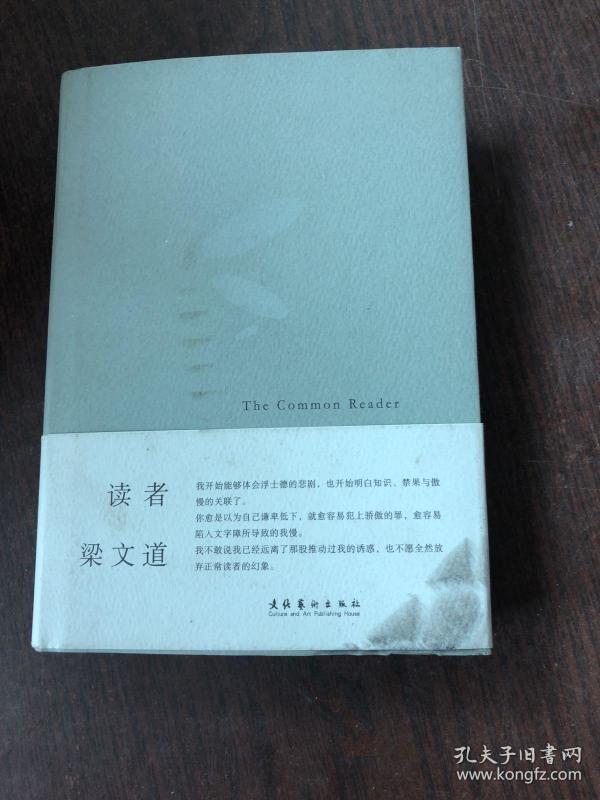 The Common Reader
读者
梁文道
我开始能够体会浮士德的悲剧，也开始明白知识、禁果与傲
慢的关联了。
你愈是以为自己谦卑低下，就愈容易犯上骄傲的罪，愈容易
陷入文字障所导致的我慢。
我不敢说我已经远离了那股推动过我的诱惑，也不愿全然放
弃正常读者的幻象。
文化藝術出版社
Culture and Art Publishing House
孔夫子旧书网
www.kongfz.com